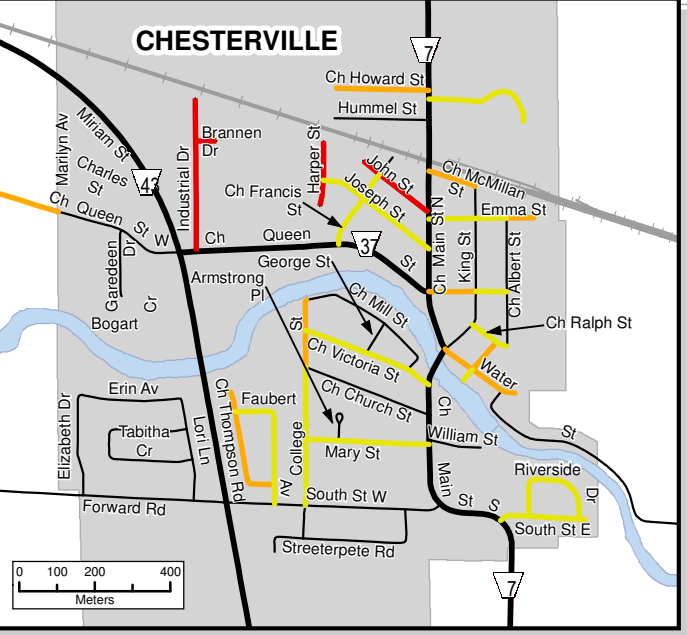 CHESTERVILLE
7
Ch Howard St
Hummel St
Marilyn Av
Miriam St
Brannen
Dr
Harper St
John St
Charles
St
43
Industrial Dr
Ch McMillan
St
Joseph St
Ch Francis
St
Emma St
Ch Queen St W
Ch
Queen
St
37
Ch Main St N
King St
Ch Albert St
Garedeen
Dr
George St
Armstrong
Pl
Cr
Bogart
Ch Mill St
Ch Ralph St
St
Ch Victoria St
Water
St
Erin Av
Ch Thompson Rd
Faubert
Av
Ch Church St
Ch
Main
St
S
Elizabeth Dr
Tabitha
Cr
Lori Ln
College
William St
Mary St
Riverside
Dr
South St W
Forward Rd
South St E
Streeterpete Rd
0 100 200 400
Meters
7